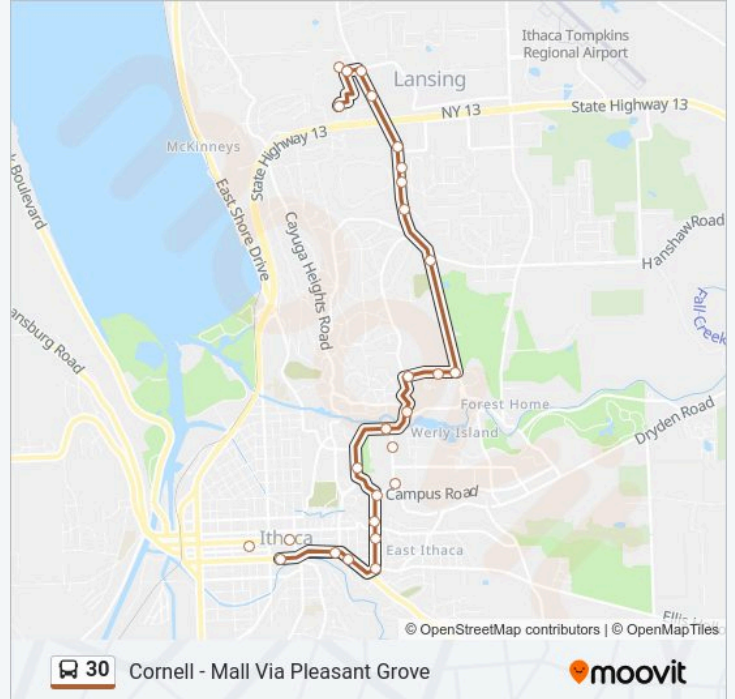 Ithaca Tompkins
Regional Airport
Lansing
NY 13
State Highway 13
McKinneys
State Highway 13
East Shore Drive
Boulevard
Cayuga Heights Road
Hanshaw Road
Fall Creek
ansburg Road
Forest Home
Werly Island
Dryden Road
Campus Road
Ithaca
East Ithaca
© OpenStreetMap contributors | © OpenMapTiles
30 Cornell - Mall Via Pleasant Grove
moovit